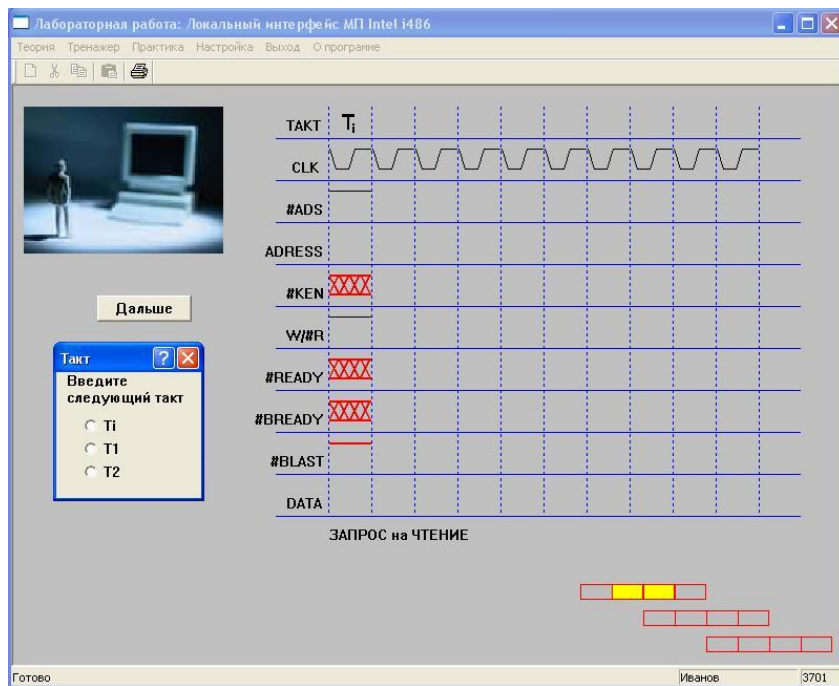 Лабораторная работа: Локальный интерфейс МП Intel i486
Теория Тренажер Практика Настройка Выход О программе
ТАКТ Ti
CLK
#ADS
ADRESS
#KEN
W/#R
#READY
#BREADY
#BLAST
DATA
ЗАПРОС на ЧТЕНИЕ
Дальше
Такт
Введите
следующий такт
Ti
T1
T2
Готово
Иванов
3701